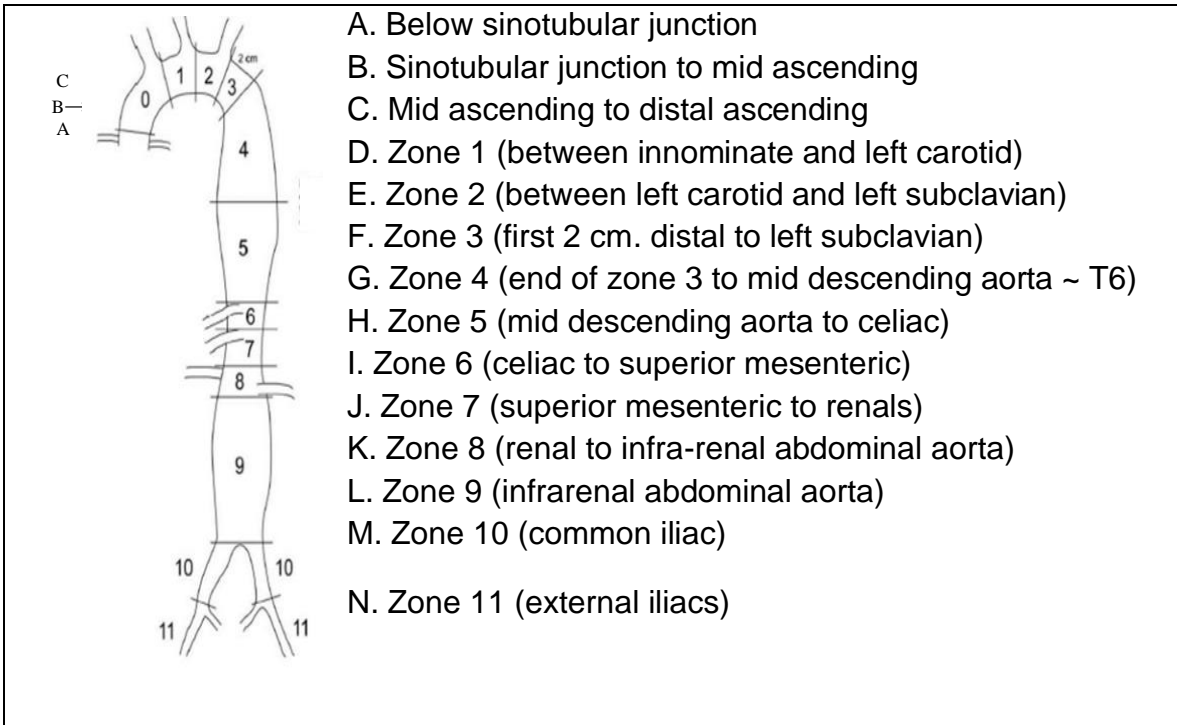 A. Below sinotubular junction
B. Sinotubular junction to mid ascending
C. Mid ascending to distal ascending
D. Zone 1 (between innominate and left carotid)
E. Zone 2 (between left carotid and left subclavian)
F. Zone 3 (first 2 cm. distal to left subclavian)
G. Zone 4 (end of zone 3 to mid descending aorta ~ T6)
H. Zone 5 (mid descending aorta to celiac)
I. Zone 6 (celiac to superior mesenteric)
J. Zone 7 (superior mesenteric to renals)
K. Zone 8 (renal to infra-renal abdominal aorta)
L. Zone 9 (infrarenal abdominal aorta)
M. Zone 10 (common iliac)
N. Zone 11 (external iliacs)
C
B
A
2 cm
0
1
2
3
4
5
6
7
8
9
10
10
11
11